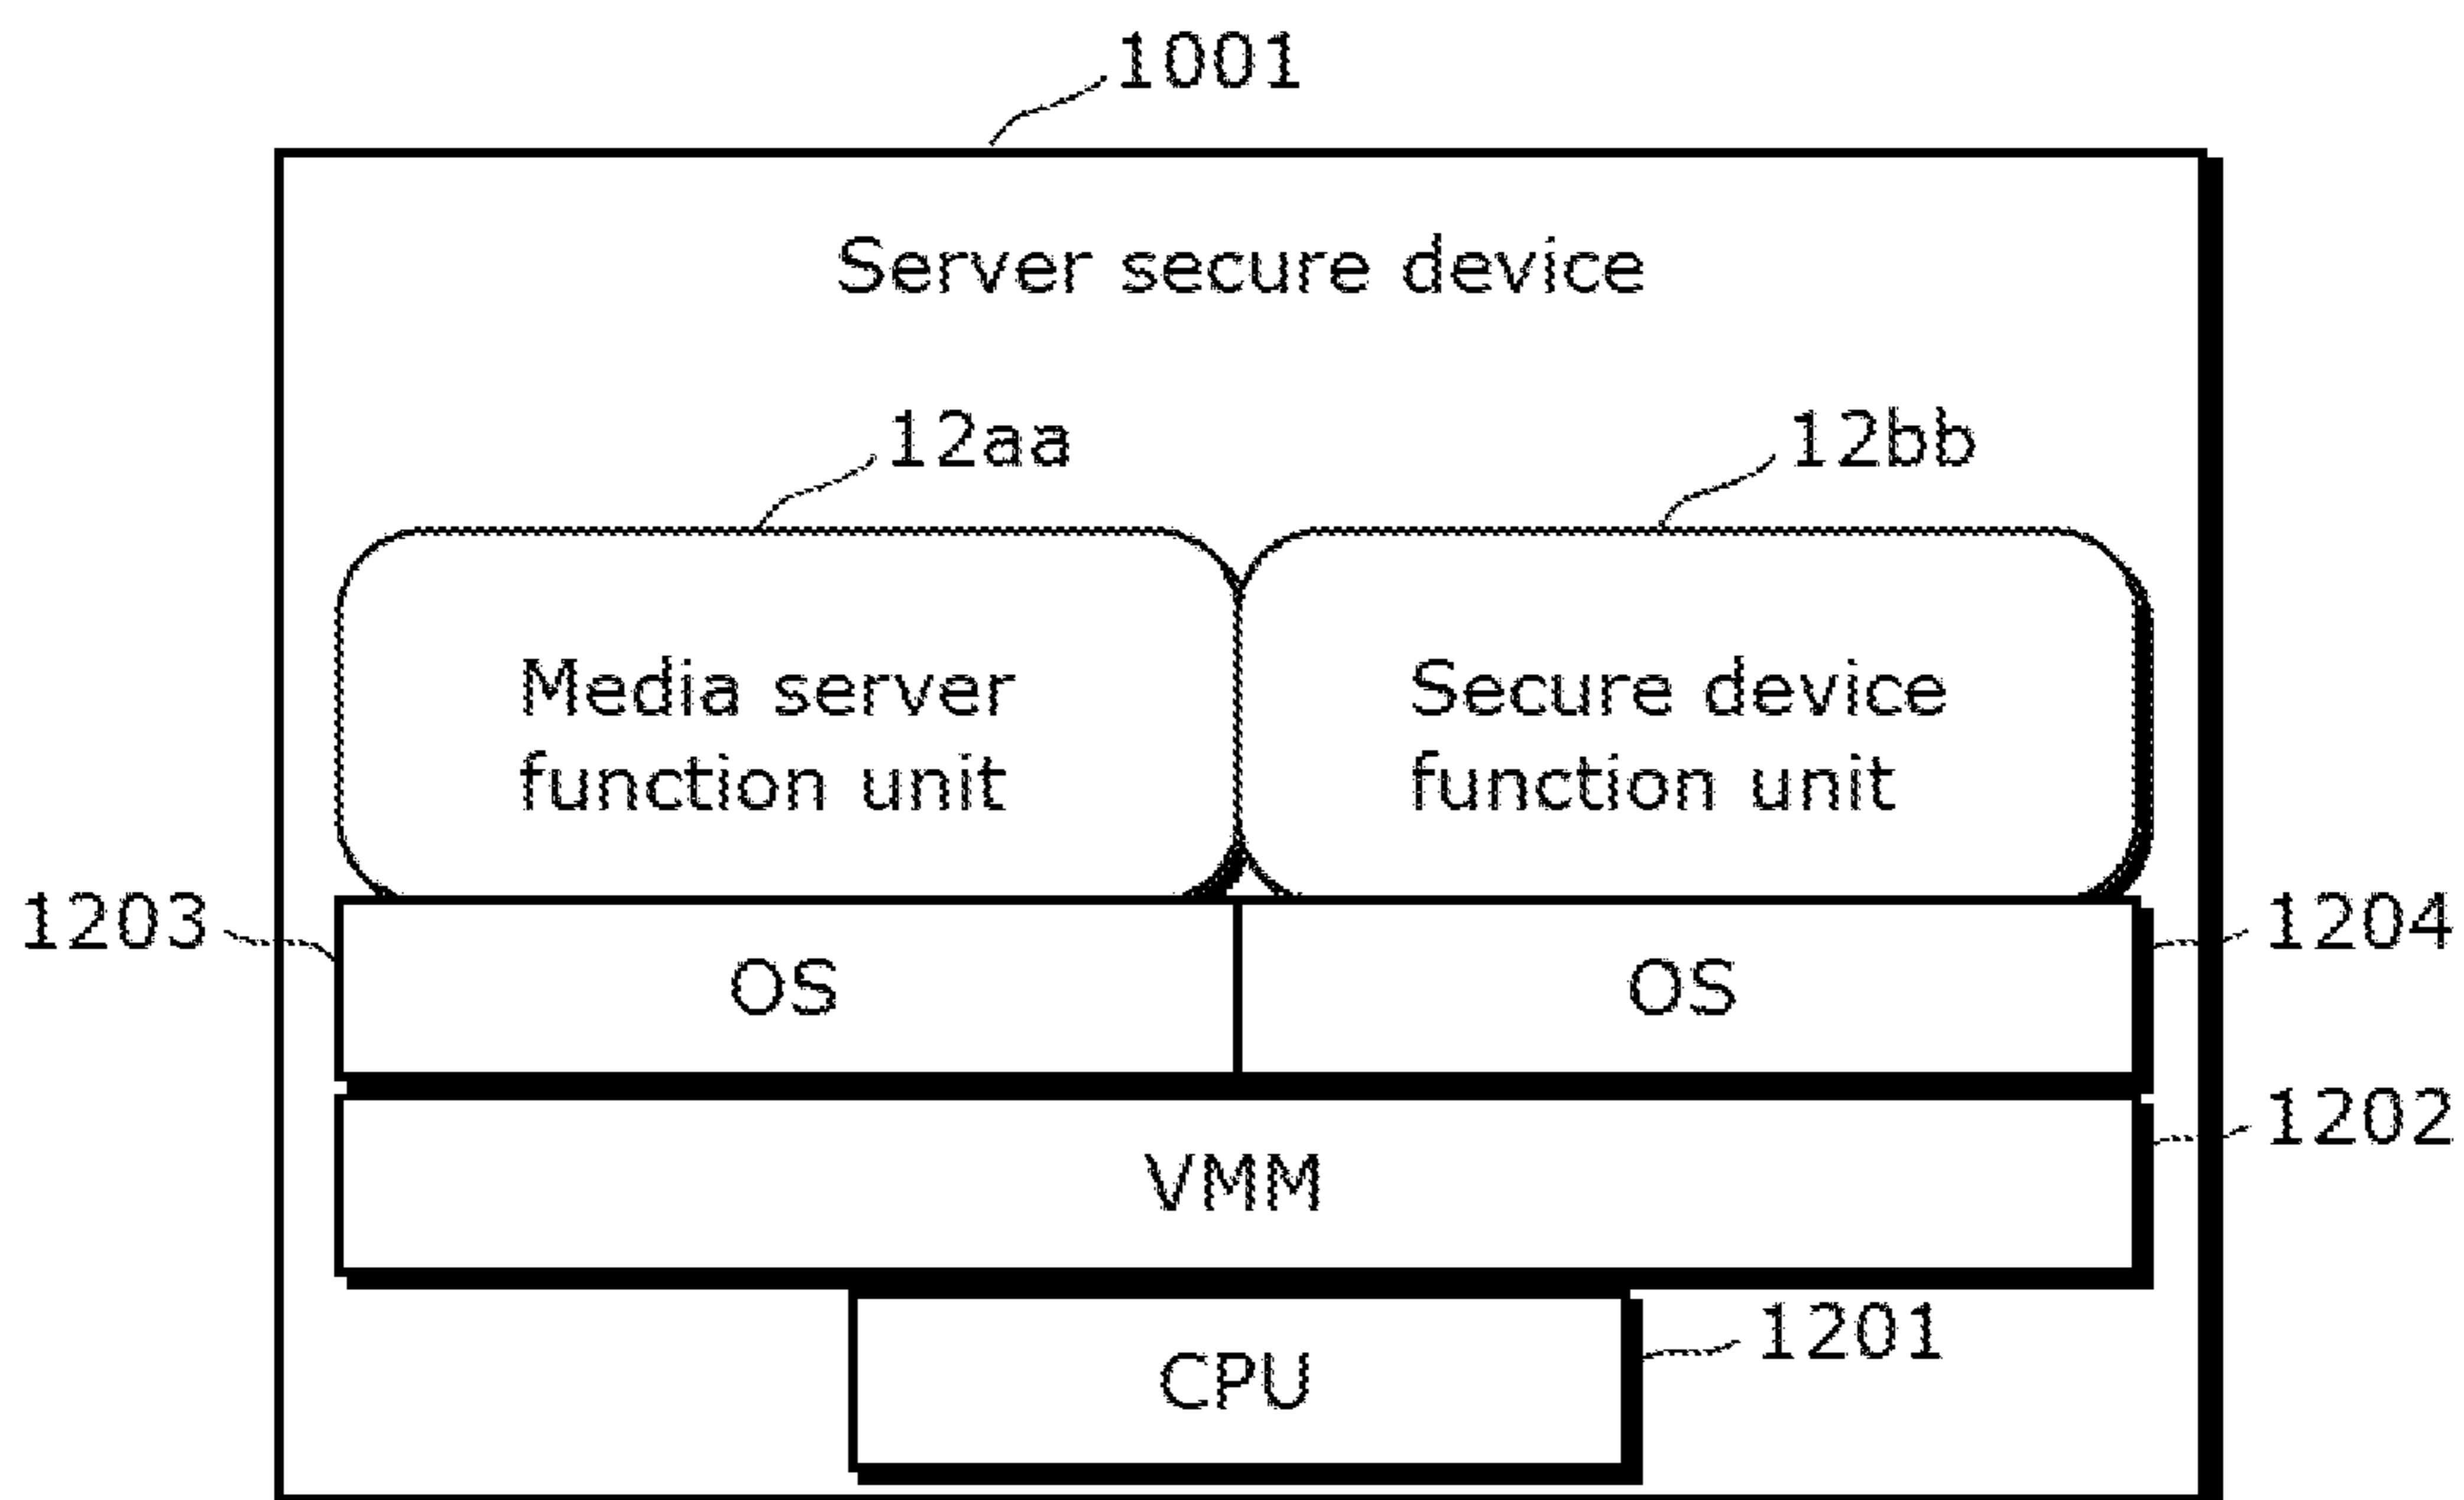 1001
Server secure device
12aa
12bb
Media server
function unit
Secure device
function unit
1203
1204
OS
OS
1202
VMM
1201
CPU